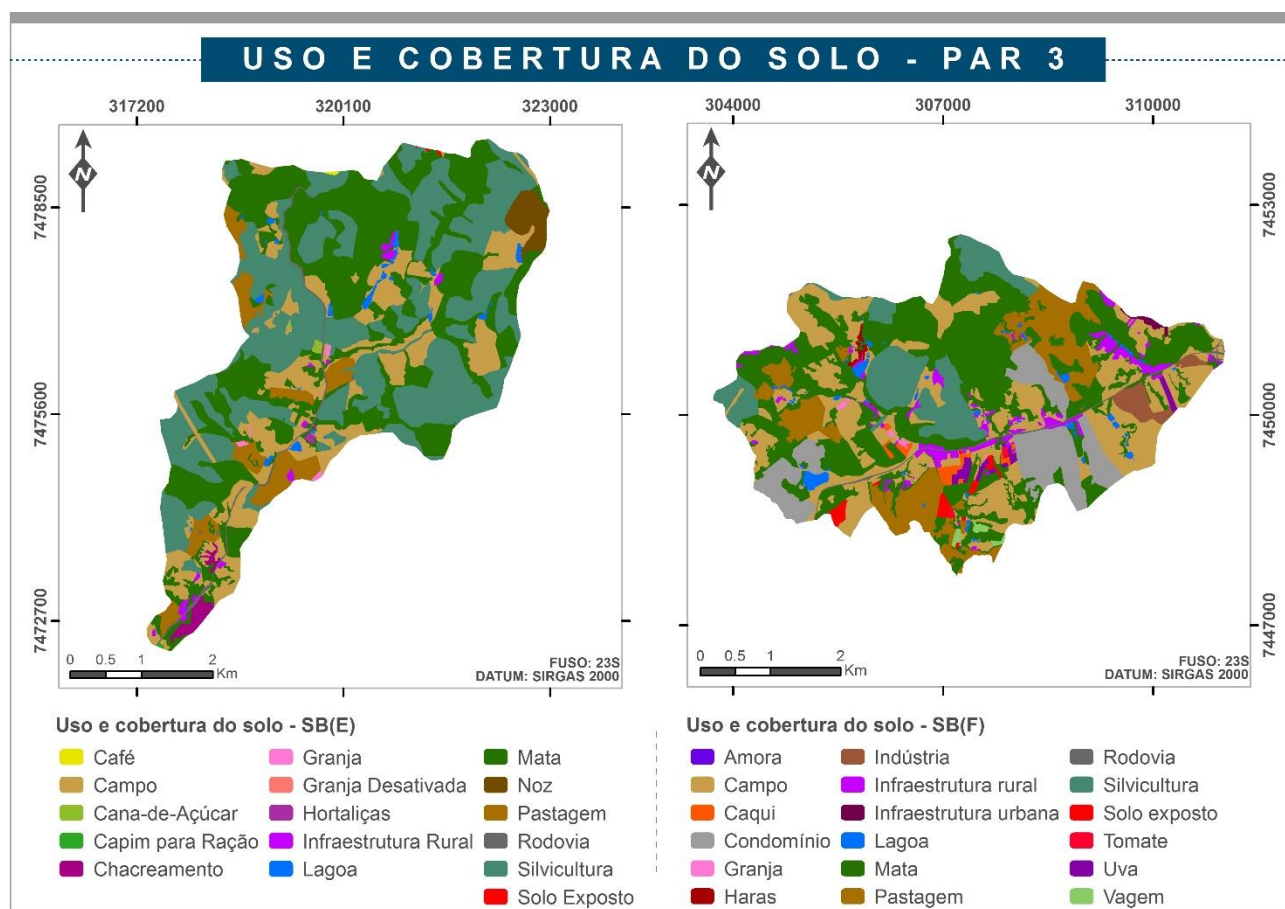 USO E COBERTURA DO SOLO - PAR 3
317200 320100 323000
7478500
7475600
7472700
N
0 0.5 1 2
Km
FUSO: 23S
DATUM: SIRGAS 2000
304000 307000 310000
7453000
7450000
7447000
N
0 0.5 1 2
Km
FUSO: 23S
DATUM: SIRGAS 2000
Uso e cobertura do solo - SB(E)
Café
Campo
Cana-de-Açúcar
Capim para Ração
Chacreamento
Granja
Granja Desativada
Hortaliças
Infraestrutura Rural
Lagoa
Mata
Noz
Pastagem
Rodovia
Silvicultura
Solo Exposto
Uso e cobertura do solo - SB(F)
Amora
Campo
Caqui
Condomínio
Granja
Haras
Indústria
Infraestrutura rural
Infraestrutura urbana
Lagoa
Mata
Pastagem
Rodovia
Silvicultura
Solo exposto
Tomate
Uva
Vagem